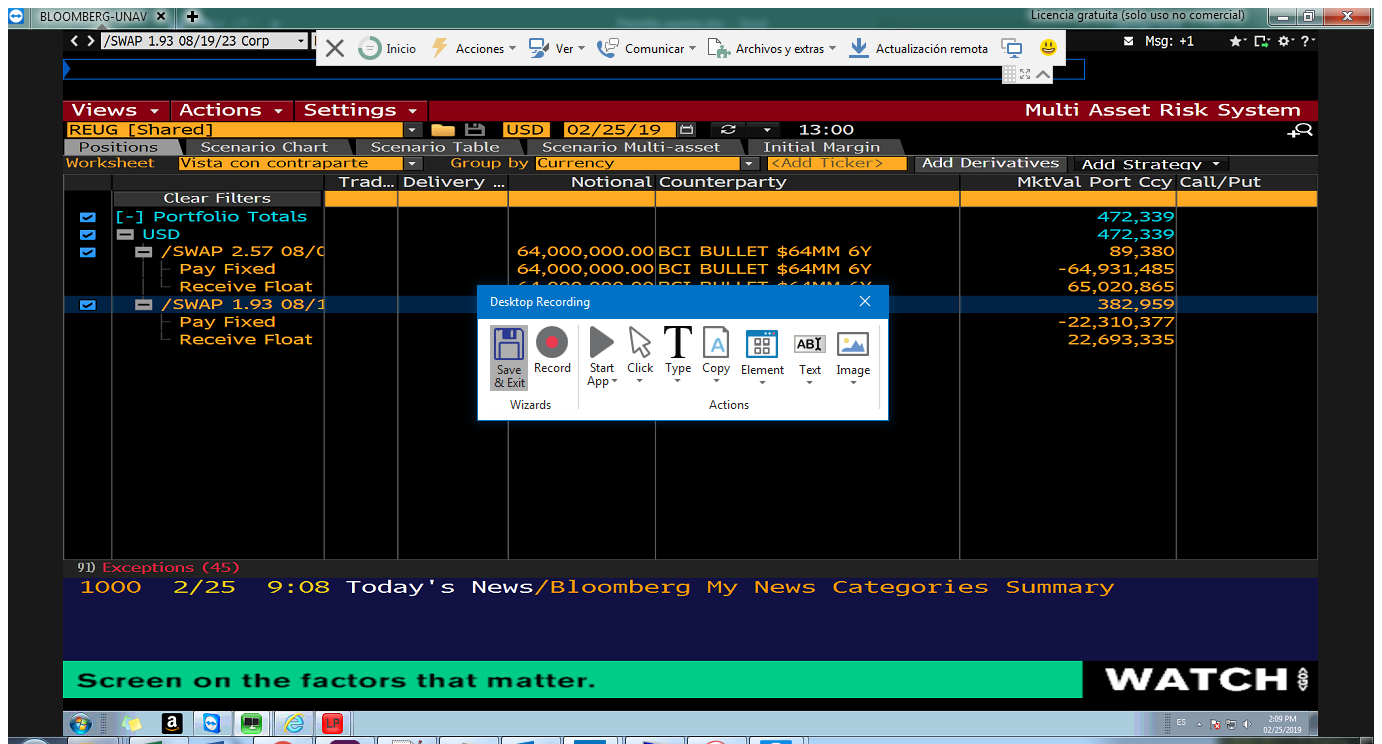 BLOOMBERG-UNAV
Licencia gratuita (solo uso no comercial)
/SWAP 1.93 08/19/23 Corp
Inicio Acciones Ver Comunicar Archivos y extras Actualización remota
Msg: +1
Views Actions Settings Multi Asset Risk System
REUG [Shared] USD 02/25/19 13:00
Positions Scenario Chart Scenario Table Scenario Multi-asset Initial Margin
Worksheet Vista con contraparte Group by Currency <Add Ticker> Add Derivatives Add Strategy
Trad... Delivery ... Notional Counterparty MktVal Port Ccy Call/Put
Clear Filters
[-] Portfolio Totals 472,339
USD 472,339
/SWAP 2.57 08/0 64,000,000.00 BCI BULLET $64MM 6Y 89,380
Pay Fixed 64,000,000.00 BCI BULLET $64MM 6Y -64,931,485
Receive Float 64,000,000.00 BCI BULLET $64MM 6Y 65,020,865
/SWAP 1.93 08/1 382,959
Pay Fixed -22,310,377
Receive Float 22,693,335
Desktop Recording
Save & Exit
Record
Start App
Click
Type
Copy
Element
Text
Image
Wizards
Actions
91) Exceptions (45)
1000 2/25 9:08 Today's News/Bloomberg My News Categories Summary
Screen on the factors that matter.
WATCH
LP
ES
2:09 PM
02/25/2019